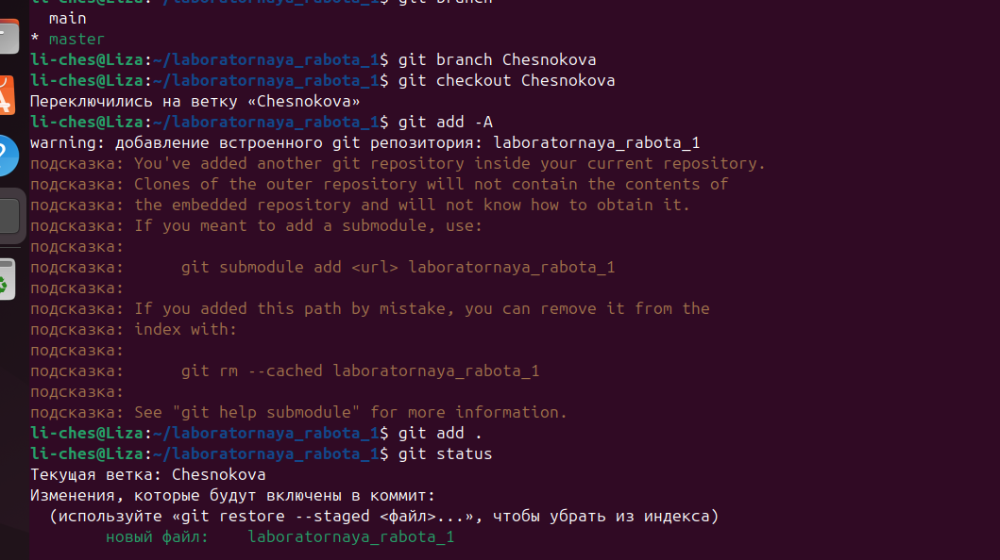 li-ches@Liza:~/laboratornaya_rabota_1$ git branch
main
* master
li-ches@Liza:~/laboratornaya_rabota_1$ git branch Chesnokova
li-ches@Liza:~/laboratornaya_rabota_1$ git checkout Chesnokova
Переключились на ветку «Chesnokova»
li-ches@Liza:~/laboratornaya_rabota_1$ git add -A
warning: добавление встроенного git репозитория: laboratornaya_rabota_1
подсказка: You've added another git repository inside your current repository.
подсказка: Clones of the outer repository will not contain the contents of
подсказка: the embedded repository and will not know how to obtain it.
подсказка: If you meant to add a submodule, use:
подсказка:
подсказка: git submodule add <url> laboratornaya_rabota_1
подсказка:
подсказка: If you added this path by mistake, you can remove it from the
подсказка: index with:
подсказка:
подсказка: git rm --cached laboratornaya_rabota_1
подсказка:
подсказка: See "git help submodule" for more information.
li-ches@Liza:~/laboratornaya_rabota_1$ git add .
li-ches@Liza:~/laboratornaya_rabota_1$ git status
Текущая ветка: Chesnokova
Изменения, которые будут включены в коммит:
(используйте «git restore --staged <файл>...», чтобы убрать из индекса)
новый файл: laboratornaya_rabota_1